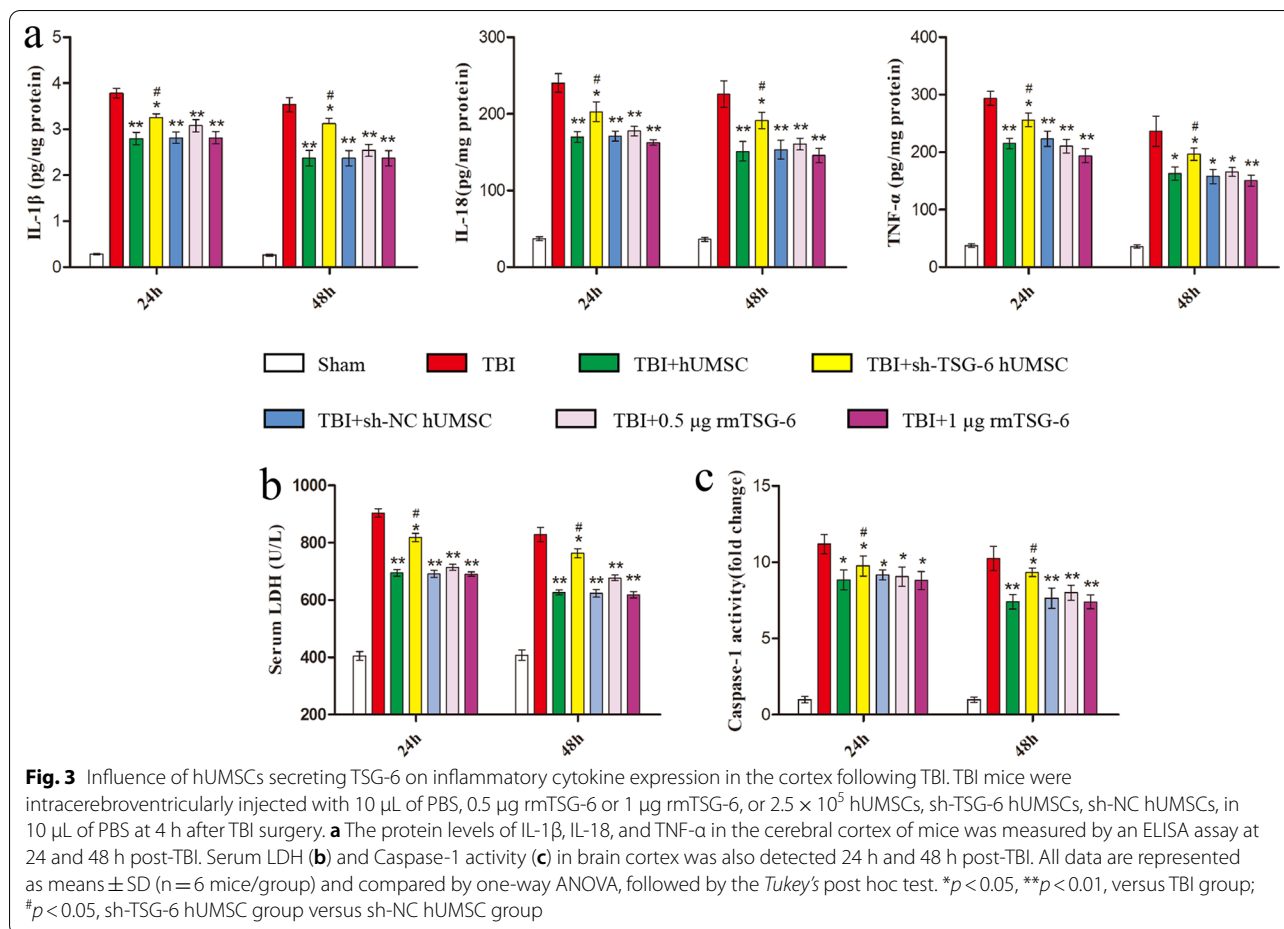 a
IL-1β (pg/ug protein)
6
5
4
3
2
1
0
**
#
*
**
**
**
**
#
*
**
**
**
24h
48h
IL-18(pg/mg protein)
300
200
100
0
**
#
*
**
**
**
**
#
*
**
**
**
24h
48h
TNF-α (pg/mg protein)
400
300
200
100
0
**
#
*
**
**
**
*
#
*
*
*
**
24h
48h
Sham
TBI
TBI+hUMSC
TBI+sh-TSG-6 hUMSC
TBI+sh-NC hUMSC
TBI+0.5 μg rmTSG-6
TBI+1 μg rmTSG-6
b
Serum LDH (U/L)
1000
800
600
400
200
**
#
*
**
**
**
**
#
*
**
**
**
24h
48h
c
Caspase-1 activity(fold change)
15
10
5
0
*
#
*
*
*
*
**
#
*
**
**
**
24h
48h
Fig. 3 Influence of hUMSCs secreting TSG-6 on inflammatory cytokine expression in the cortex following TBI. TBI mice were
intracerebroventricularly injected with 10 μL of PBS, 0.5 μg rmTSG-6 or 1 μg rmTSG-6, or 2.5 × 10⁵ hUMSCs, sh-TSG-6 hUMSCs, sh-NC hUMSCs, in
10 μL of PBS at 4 h after TBI surgery. a The protein levels of IL-1β, IL-18, and TNF-α in the cerebral cortex of mice was measured by an ELISA assay at
24 and 48 h post-TBI. Serum LDH (b) and Caspase-1 activity (c) in brain cortex was also detected 24 h and 48 h post-TBI. All data are represented
as means ± SD (n = 6 mice/group) and compared by one-way ANOVA, followed by the Tukey's post hoc test. *p < 0.05, **p < 0.01, versus TBI group;
#p < 0.05, sh-TSG-6 hUMSC group versus sh-NC hUMSC group